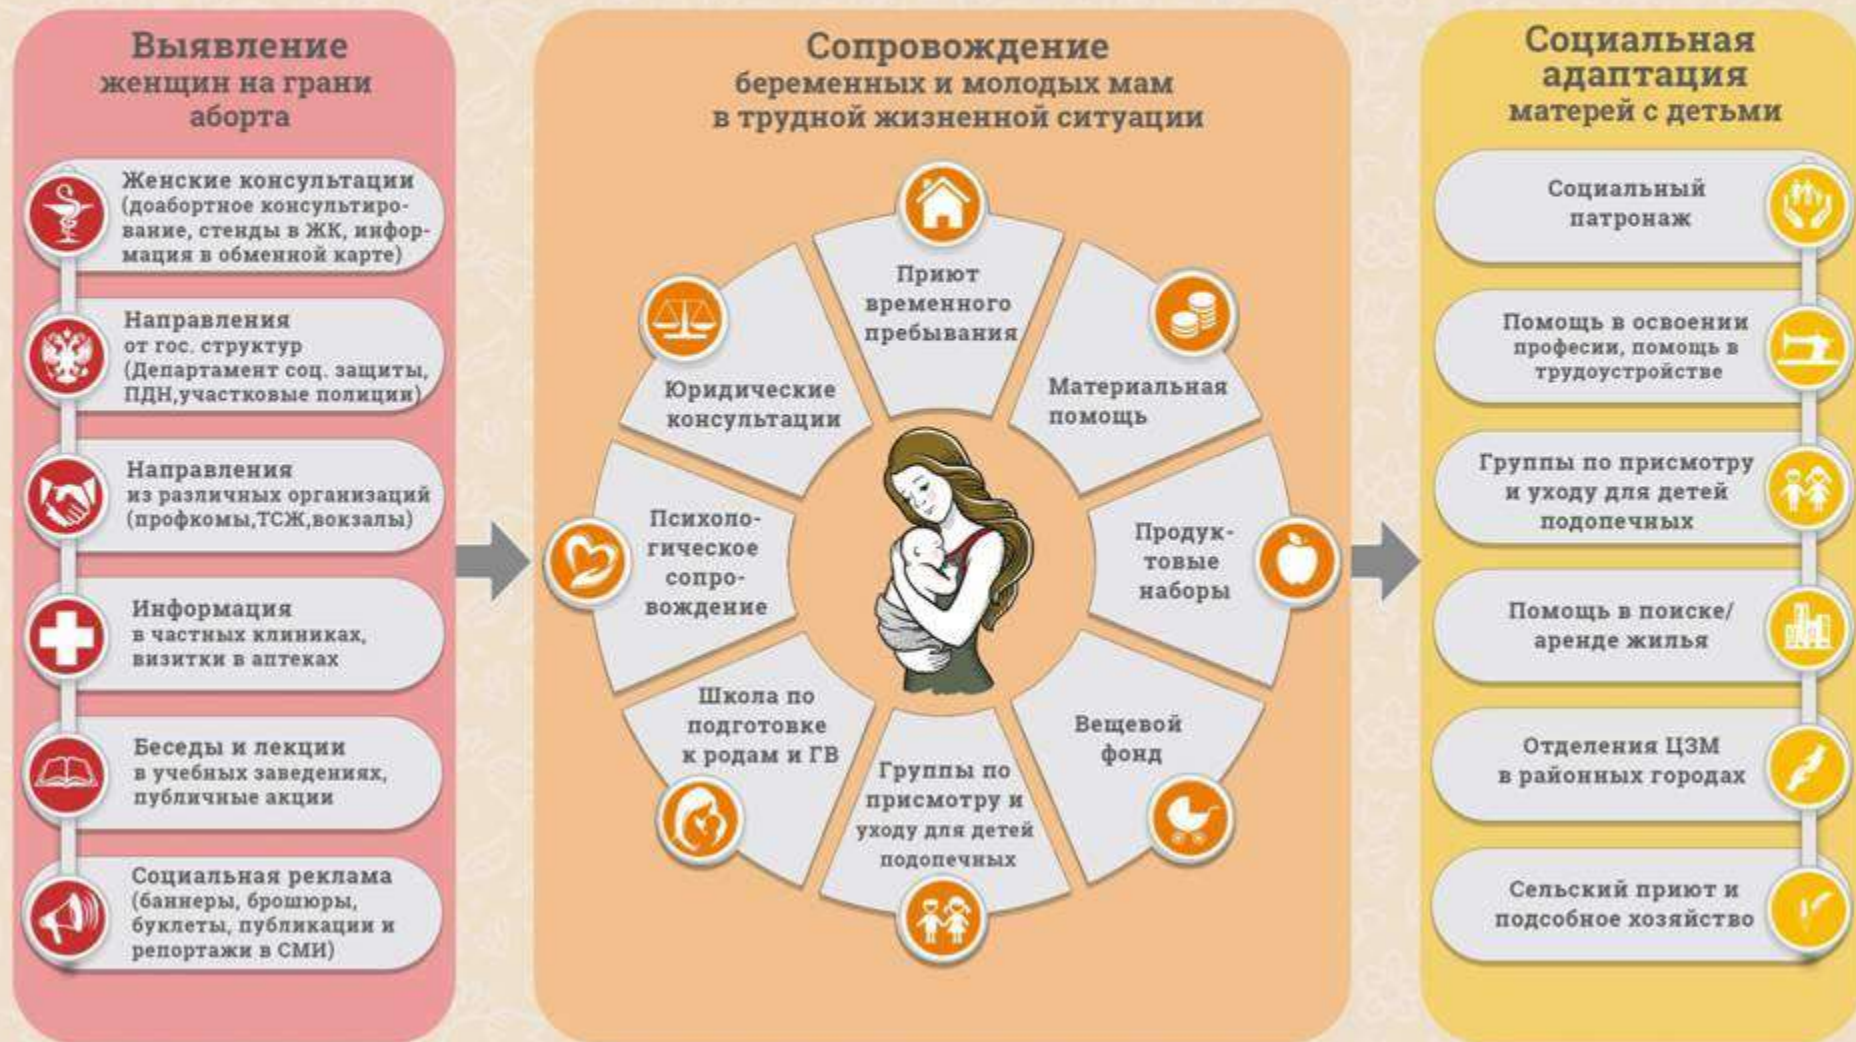 Выявление
женщин на грани
аборта
Женские консультации
(доабортное консультиро-
вание, стенды в ЖК, инфор-
мация в обменной карте)
Направления
от гос. структур
(Департамент соц. защиты,
ПДН,участковые полиции)
Направления
из различных организаций
(профкомы,ТСЖ,вокзалы)
Информация
в частных клиниках,
визитки в аптеках
Беседы и лекции
в учебных заведениях,
публичные акции
Социальная реклама
(баннеры, брошюры,
буклеты, публикации и
репортажи в СМИ)
Сопровождение
беременных и молодых мам
в трудной жизненной ситуации
Приют
временного
пребывания
Материальная
помощь
Продук-
товые
наборы
Вещевой
фонд
Группы по
присмотру и
уходу для детей
подопечных
Школа по
подготовке
к родам и ГВ
Психоло-
гическое
сопро-
вождение
Юридические
консультации
Социальная
адаптация
матерей с детьми
Социальный
патронаж
Помощь в освоении
професии, помощь в
трудоустройстве
Группы по присмотру
и уходу для детей
подопечных
Помощь в поиске/
аренде жилья
Отделения ЦЗМ
в районных городах
Сельский приют и
подсобное хозяйство